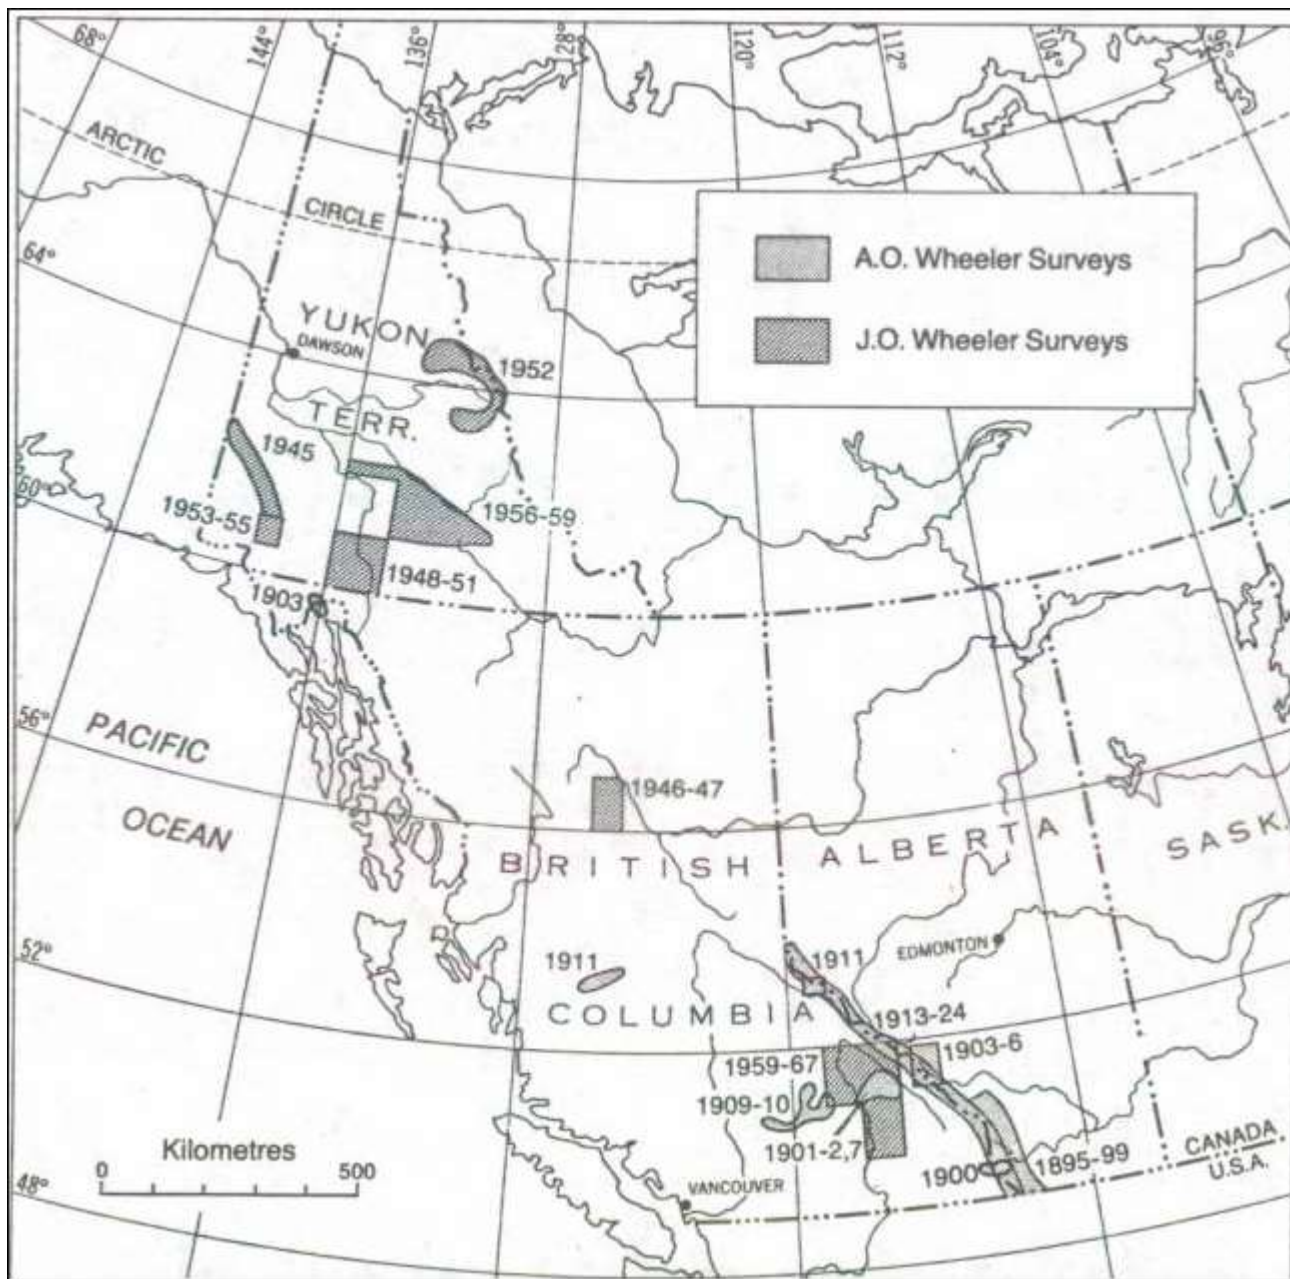 68°
144°
136°
128°
120°
112°
104°
96°
ARCTIC
CIRCLE
64°
A.O. Wheeler Surveys
J.O. Wheeler Surveys
YUKON
DAWSON
1952
TERR.
1945
60°
1953-55
1956-59
1948-51
1903
56°
PACIFIC
OCEAN
1946-47
BRITISH
ALBERTA
SASK.
52°
1911
1911
EDMONTON
COLUMBIA
1913-24
1959-67
1903-6
1909-10
1901-2,7
Kilometres
0
500
1900
1895-99
CANADA
U.S.A.
VANCOUVER
48°